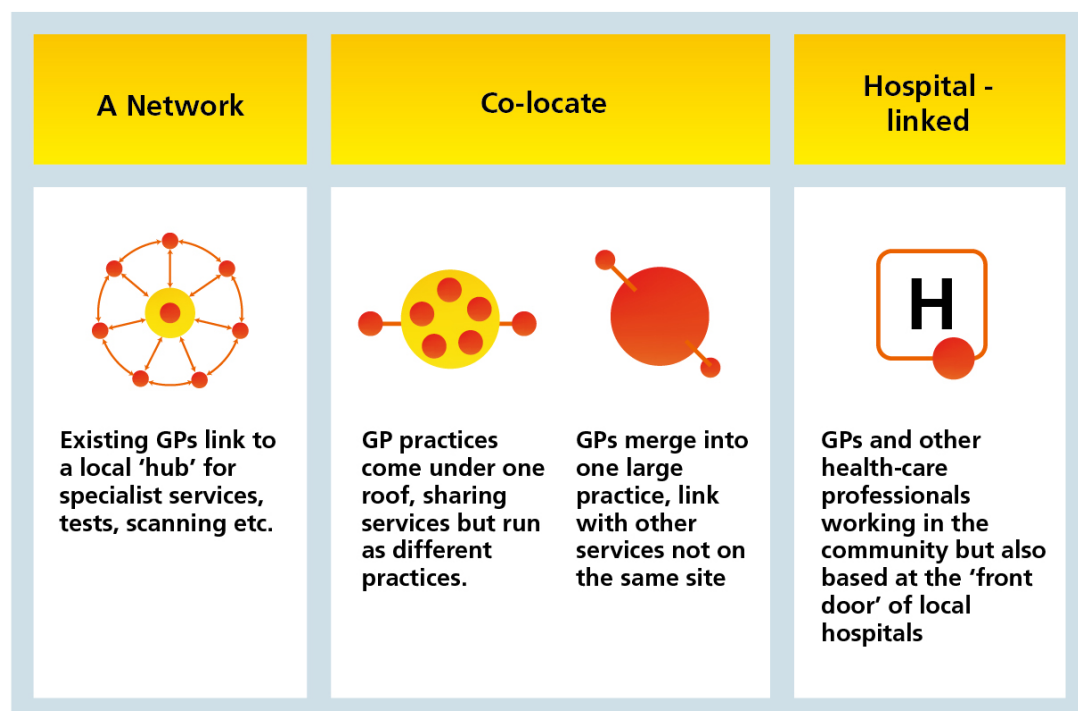 A Network
Co-locate
Hospital -
linked
Existing GPs link to
a local ‘hub’ for
specialist services,
tests, scanning etc.
GP practices
come under one
roof, sharing
services but run
as different
practices.
GPs merge into
one large
practice, link
with other
services not on
the same site
H
GPs and other
health-care
professionals
working in the
community but also
based at the ‘front
door’ of local
hospitals